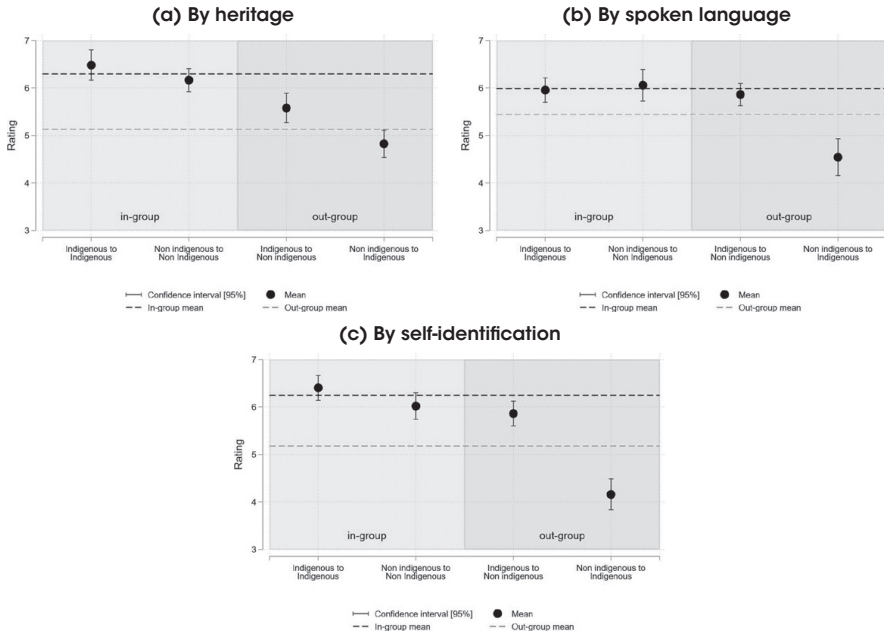 (a) By heritage
7
6
5
4
3
Rating
in-group
out-group
Indigenous to
Indigenous
Non indigenous to
Non Indigenous
Indigenous to
Non indigenous
Non indigenous to
Indigenous
Confidence interval [95%]
Mean
In-group mean
Out-group mean
(b) By spoken language
7
6
5
4
3
Rating
in-group
out-group
Indigenous to
Indigenous
Non indigenous to
Non Indigenous
Indigenous to
Non indigenous
Non indigenous to
Indigenous
Confidence interval [95%]
Mean
In-group mean
Out-group mean
(c) By self-identification
7
6
5
4
3
Rating
in-group
out-group
Indigenous to
Indigenous
Non indigenous to
Non Indigenous
Indigenous to
Non indigenous
Non indigenous to
Indigenous
Confidence interval [95%]
Mean
In-group mean
Out-group mean